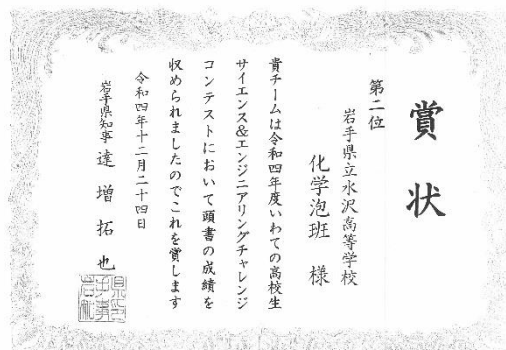 賞状
第二位
岩手県立水沢高等学校
化学泡班 様
貴チームは令和四年度いわての高校生
サイエンス&エンジニアリングチャレンジ
コンテストにおいて頭書の成績を
収められましたのでこれを賞します
令和四年十二月二十四日
岩手県知事 達増拓也